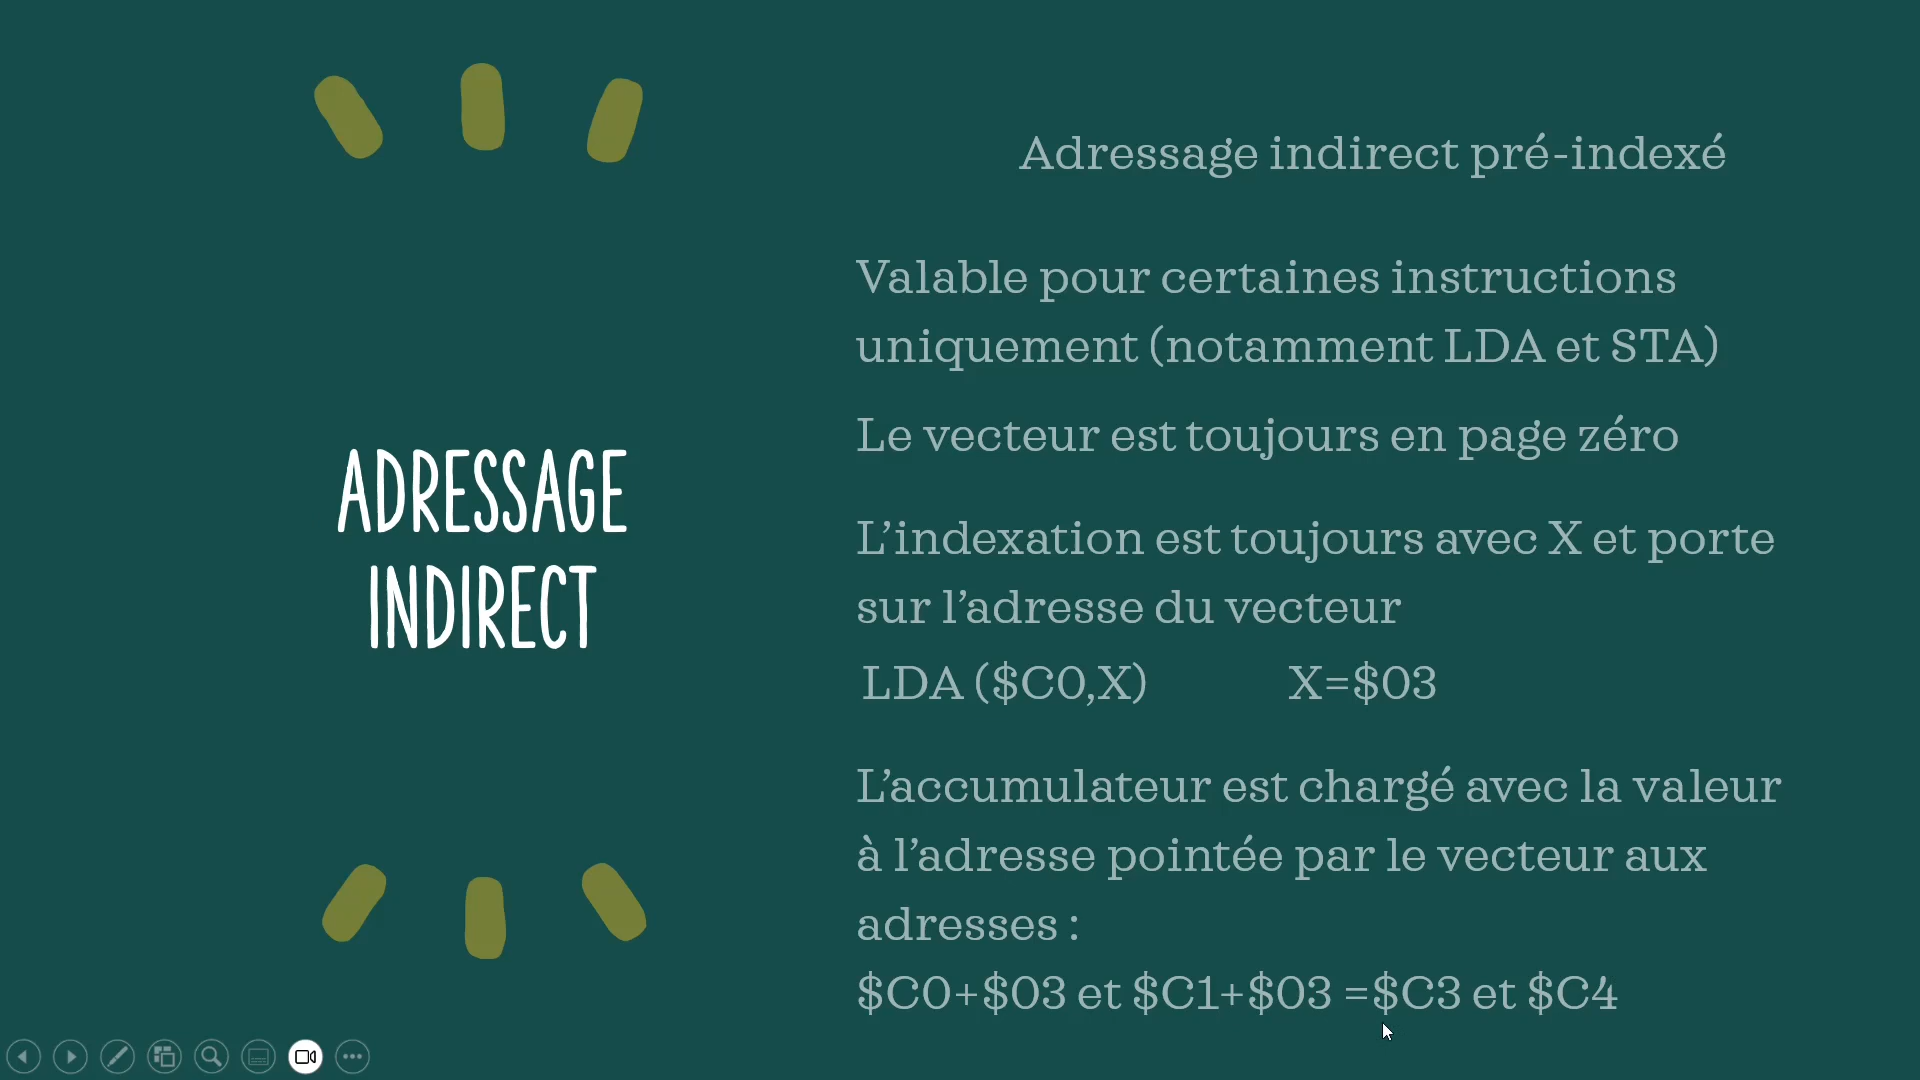 ADRESSAGE
INDIRECT
Adressage indirect pré-indexé
Valable pour certaines instructions
uniquement (notamment LDA et STA)
Le vecteur est toujours en page zéro
L’indexation est toujours avec X et porte
sur l’adresse du vecteur
LDA ($C0,X) X=$03
L’accumulateur est chargé avec la valeur
à l’adresse pointée par le vecteur aux
adresses :
$C0+$03 et $C1+$03 =$C3 et $C4